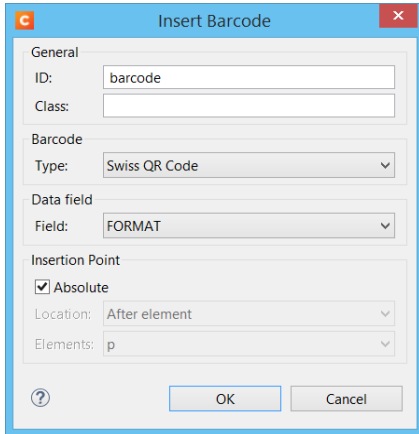 C Insert Barcode x
General
ID: barcode
Class:
Barcode
Type: Swiss QR Code
Data field
Field: FORMAT
Insertion Point
Absolute
Location: After element
Elements: p
? OK Cancel